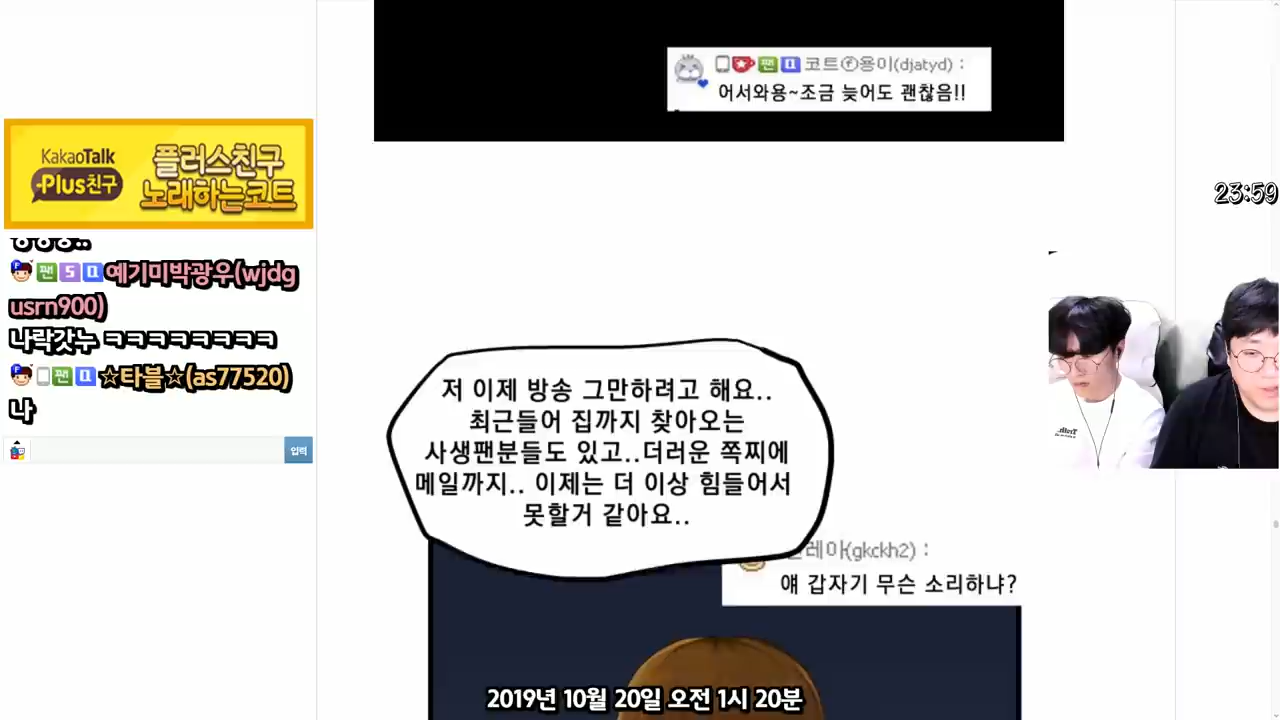 코트ⓕ용이(djatyd) :
어서와용~조금 늦어도 괜찮음!!
KakaoTalk
Plus친구
플러스친구
노래하는코트
23:59
팬 5 예기미박광우(wjdg
usrn900)
나락갓누 ㅋㅋㅋㅋㅋㅋㅋㅋ
팬 ☆타블☆(as77520)
나
입력
저 이제 방송 그만하려고 해요..
최근들어 집까지 찾아오는
사생팬분들도 있고..더러운 쪽찌에
메일까지.. 이제는 더 이상 힘들어서
못할거 같아요..
레아(gkckh2) :
얘 갑자기 무슨 소리하냐?
2019년 10월 20일 오전 1시 20분